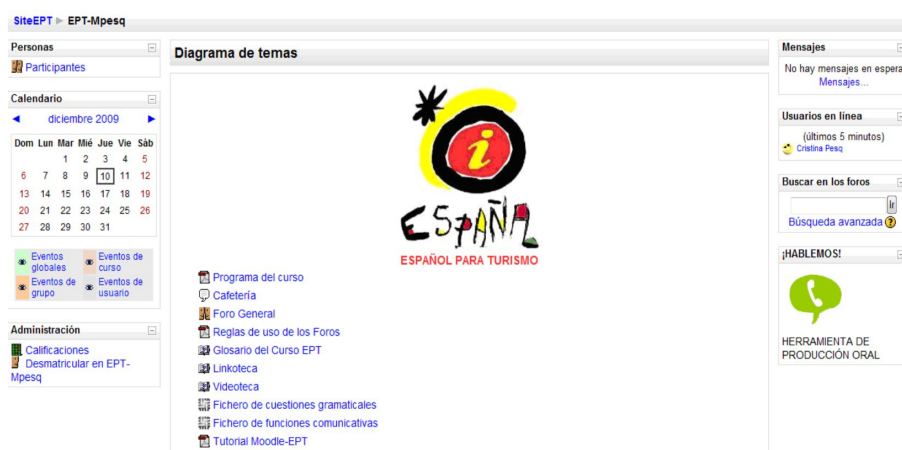 SiteEPT ► EPT-Mpesq
Personas
Participantes
Calendario
◄ diciembre 2009 ►
Dom Lun Mar Mié Jue Vie Sáb
1 2 3 4 5
6 7 8 9 10 11 12
13 14 15 16 17 18 19
20 21 22 23 24 25 26
27 28 29 30 31
Eventos globales
Eventos de curso
Eventos de grupo
Eventos de usuario
Administración
Calificaciones
Desmatricular en EPT-
Mpesq
Diagrama de temas
i
ESPAÑA
ESPAÑOL PARA TURISMO
Programa del curso
Cafetería
Foro General
Reglas de uso de los Foros
Glosario del Curso EPT
Linkoteca
Videoteca
Fichero de cuestiones gramaticales
Fichero de funciones comunicativas
Tutorial Moodle-EPT
Mensajes
No hay mensajes en espera
Mensajes...
Usuarios en línea
(últimos 5 minutos)
Cristina Pesq
Buscar en los foros
Ir
Búsqueda avanzada ?
¡HABLEMOS!
HERRAMIENTA DE
PRODUCCIÓN ORAL